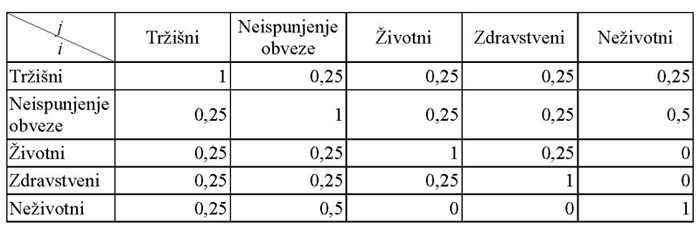 j
i
Tržišni Neispunjenje obveze Životni Zdravstveni Neživotni
Tržišni 1 0,25 0,25 0,25 0,25
Neispunjenje obveze 0,25 1 0,25 0,25 0,5
Životni 0,25 0,25 1 0,25 0
Zdravstveni 0,25 0,25 0,25 1 0
Neživotni 0,25 0,5 0 0 1